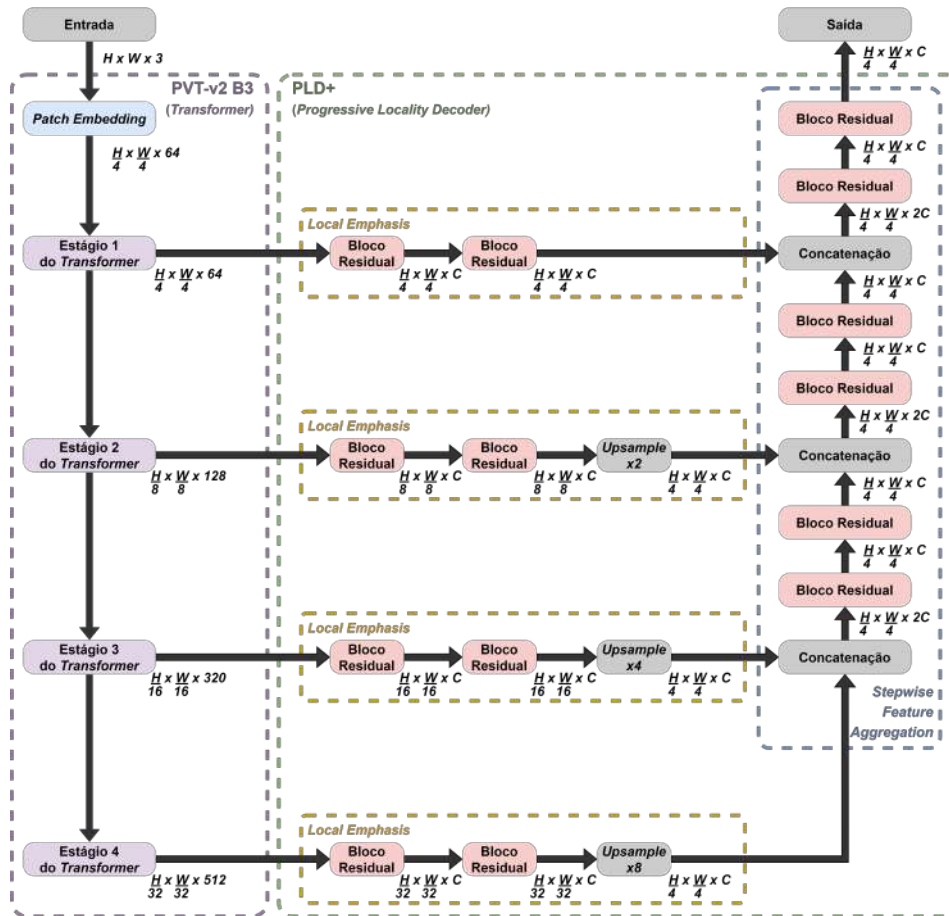 Entrada
Saída
H x W x 3
H x W x C
4 4
PVT-v2 B3
(Transformer)
PLD+
(Progressive Locality Decoder)
Patch Embedding
Bloco Residual
H x W x C
4 4
H x W x 64
4 4
Bloco Residual
H x W x 2C
4 4
Local Emphasis
Estágio 1
do Transformer
H x W x 64
4 4
Bloco
Residual
H x W x C
4 4
Bloco
Residual
H x W x C
4 4
Concatenação
H x W x C
4 4
Bloco Residual
H x W x C
4 4
Bloco Residual
H x W x 2C
4 4
Local Emphasis
Estágio 2
do Transformer
H x W x 128
8 8
Bloco
Residual
H x W x C
8 8
Bloco
Residual
H x W x C
8 8
Upsample
x2
H x W x C
4 4
Concatenação
H x W x C
4 4
Bloco Residual
H x W x C
4 4
Bloco Residual
H x W x 2C
4 4
Local Emphasis
Estágio 3
do Transformer
H x W x 320
16 16
Bloco
Residual
H x W x C
16 16
Bloco
Residual
H x W x C
16 16
Upsample
x4
H x W x C
4 4
Concatenação
Stepwise
Feature
Aggregation
Local Emphasis
Estágio 4
do Transformer
H x W x 512
32 32
Bloco
Residual
H x W x C
32 32
Bloco
Residual
H x W x C
32 32
Upsample
x8
H x W x C
4 4